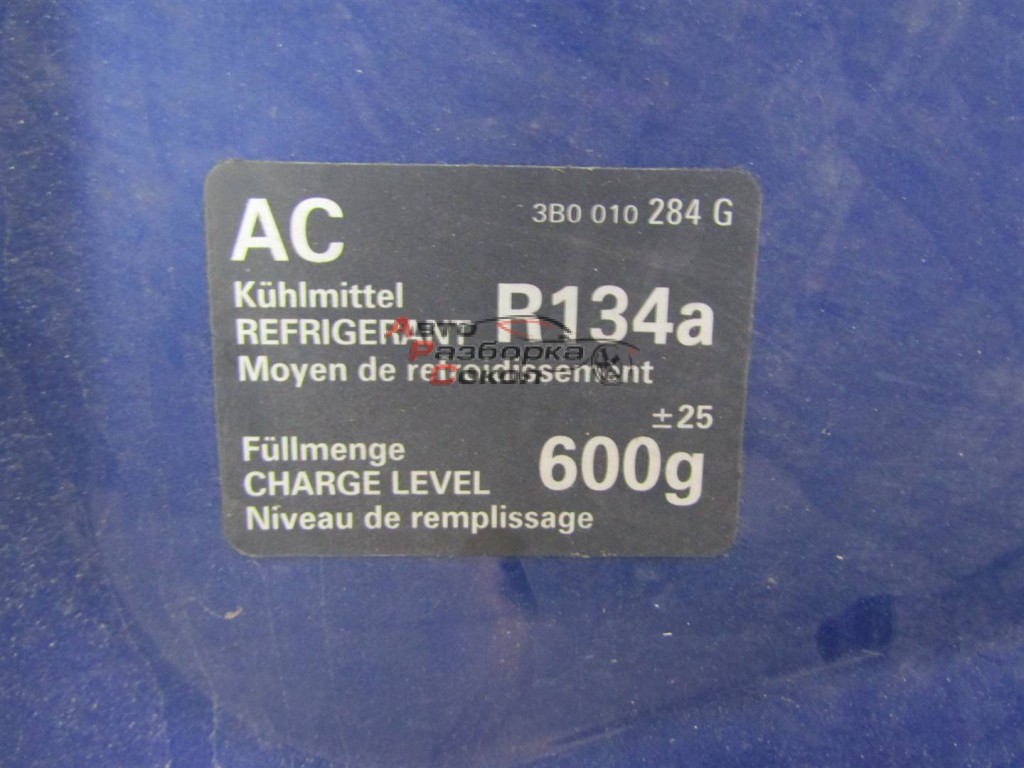 AC
3B0 010 284 G
Kühlmittel
REFRIGERANT R134a
Moyen de refroidissement
Авто
Разборка
Сокол
±25
Füllmenge
CHARGE LEVEL 600g
Niveau de remplissage